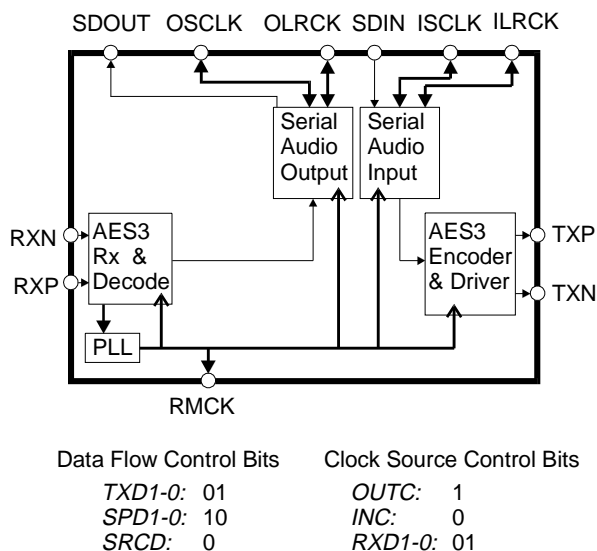 SDOUT OSCLK OLRCK SDIN ISCLK ILRCK
Serial
Audio
Output
Serial
Audio
Input
RXN
RXP
AES3
Rx &
Decode
AES3
Encoder
& Driver
TXP
TXN
PLL
RMCK
Data Flow Control Bits
TXD1-0: 01
SPD1-0: 10
SRCD: 0
Clock Source Control Bits
OUTC: 1
INC: 0
RXD1-0: 01